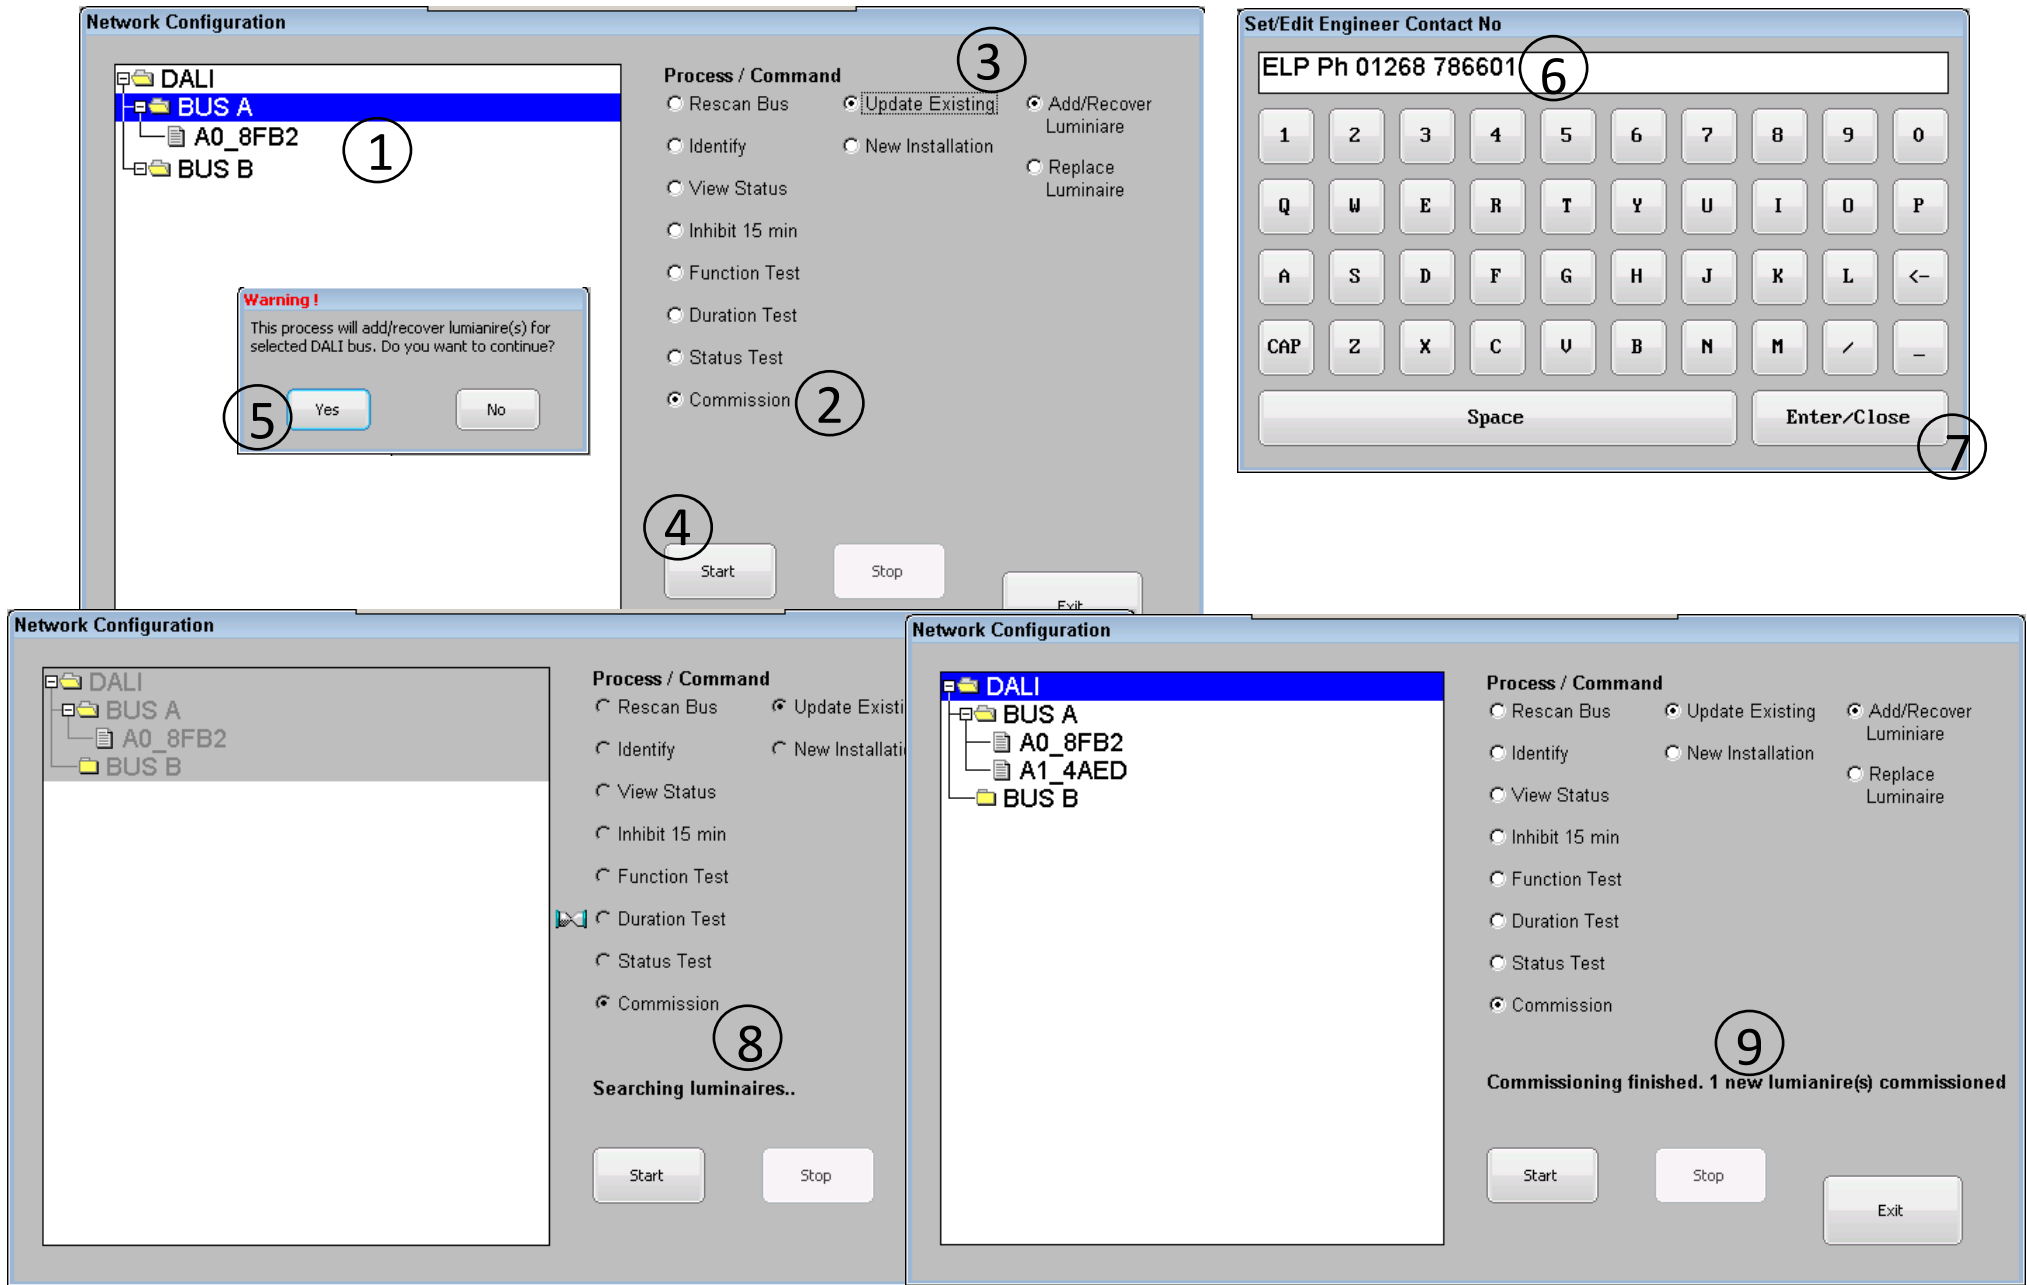 Network Configuration
DALI
BUS A
A0_8FB2
BUS B
1
Warning !
This process will add/recover lumianire(s) for
selected DALI bus. Do you want to continue?
5
Yes
No
Process / Command
3
Rescan Bus
Update Existing
Add/Recover
Luminiare
Identify
New Installation
Replace
Luminaire
View Status
Inhibit 15 min
Function Test
Duration Test
Status Test
Commission
2
4
Start
Stop
Exit
Set/Edit Engineer Contact No
ELP Ph 01268 786601
6
1 2 3 4 5 6 7 8 9 0
Q W E R T Y U I O P
A S D F G H J K L <-
CAP Z X C V B N M / _
Space
Enter/Close
7
Network Configuration
DALI
BUS A
A0_8FB2
BUS B
Process / Command
Rescan Bus
Update Existi
Identify
New Installati
View Status
Inhibit 15 min
Function Test
Duration Test
Status Test
Commission
8
Searching luminaires..
Start
Stop
Network Configuration
DALI
BUS A
A0_8FB2
A1_4AED
BUS B
Process / Command
Rescan Bus
Update Existing
Add/Recover
Luminiare
Identify
New Installation
Replace
Luminaire
View Status
Inhibit 15 min
Function Test
Duration Test
Status Test
Commission
9
Commissioning finished. 1 new lumianire(s) commissioned
Start
Stop
Exit